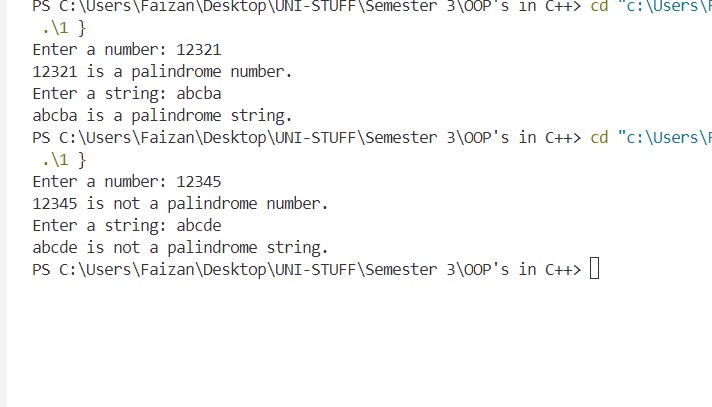 PS C:\Users\Faizan\Desktop\UNI-STUFF\Semester 3\OOP's in C++> cd "c:\Users\F
.\1 }
Enter a number: 12321
12321 is a palindrome number.
Enter a string: abcba
abcba is a palindrome string.
PS C:\Users\Faizan\Desktop\UNI-STUFF\Semester 3\OOP's in C++> cd "c:\Users\F
.\1 }
Enter a number: 12345
12345 is not a palindrome number.
Enter a string: abcde
abcde is not a palindrome string.
PS C:\Users\Faizan\Desktop\UNI-STUFF\Semester 3\OOP's in C++>